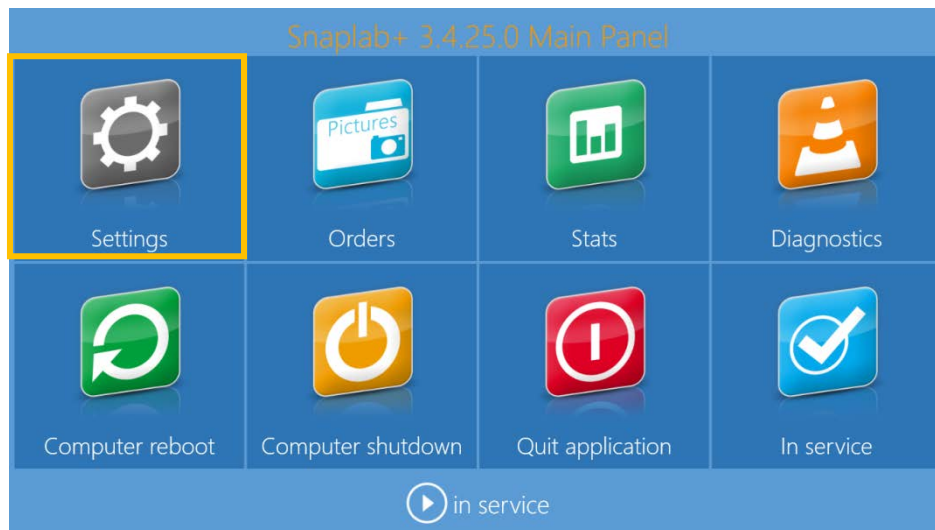 Snaplab+ 3.4.25.0 Main Panel
Pictures
Settings
Orders
Stats
Diagnostics
Computer reboot
Computer shutdown
Quit application
In service
in service